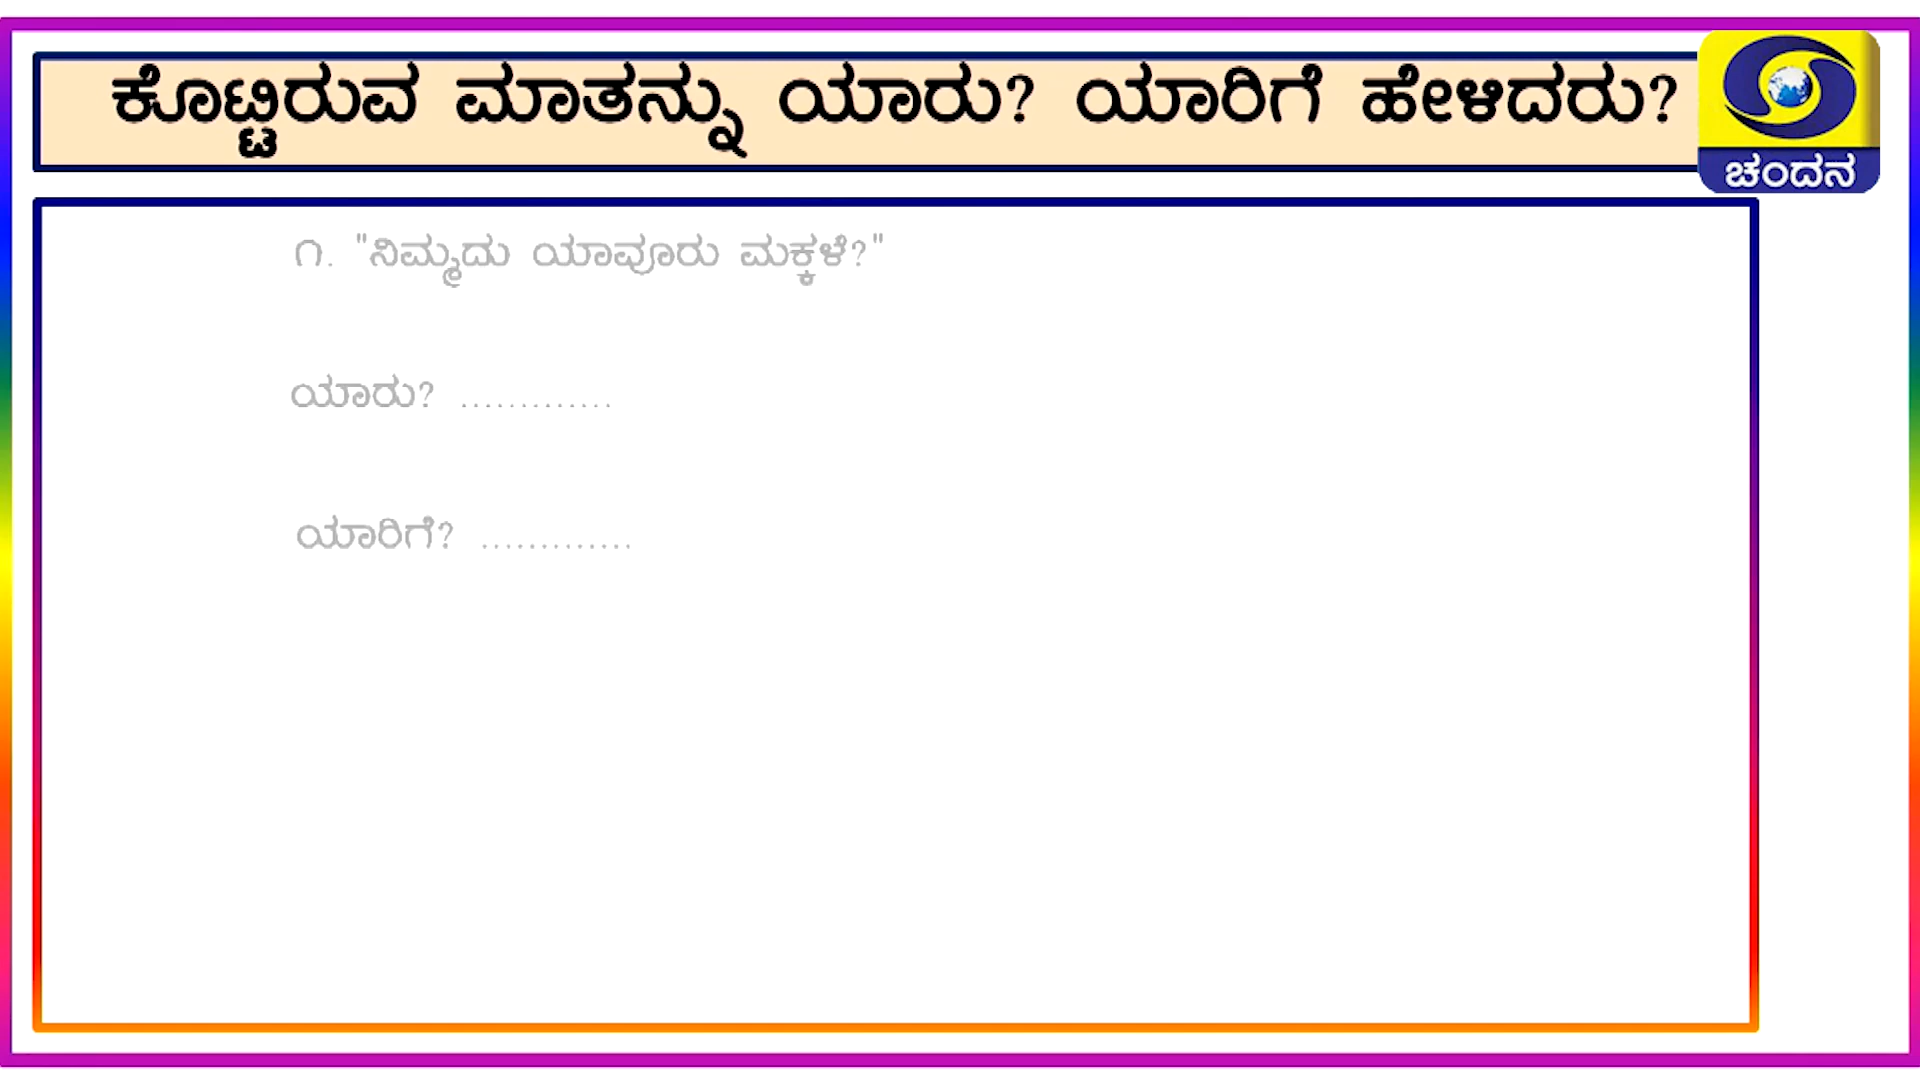 ಕೊಟ್ಟಿರುವ ಮಾತನ್ನು ಯಾರು? ಯಾರಿಗೆ ಹೇಳಿದರು?
ಚಂದನ
೧. "ನಿಮ್ಮದು ಯಾವೂರು ಮಕ್ಕಳೆ?"
ಯಾರು? .............
ಯಾರಿಗೆ? .............